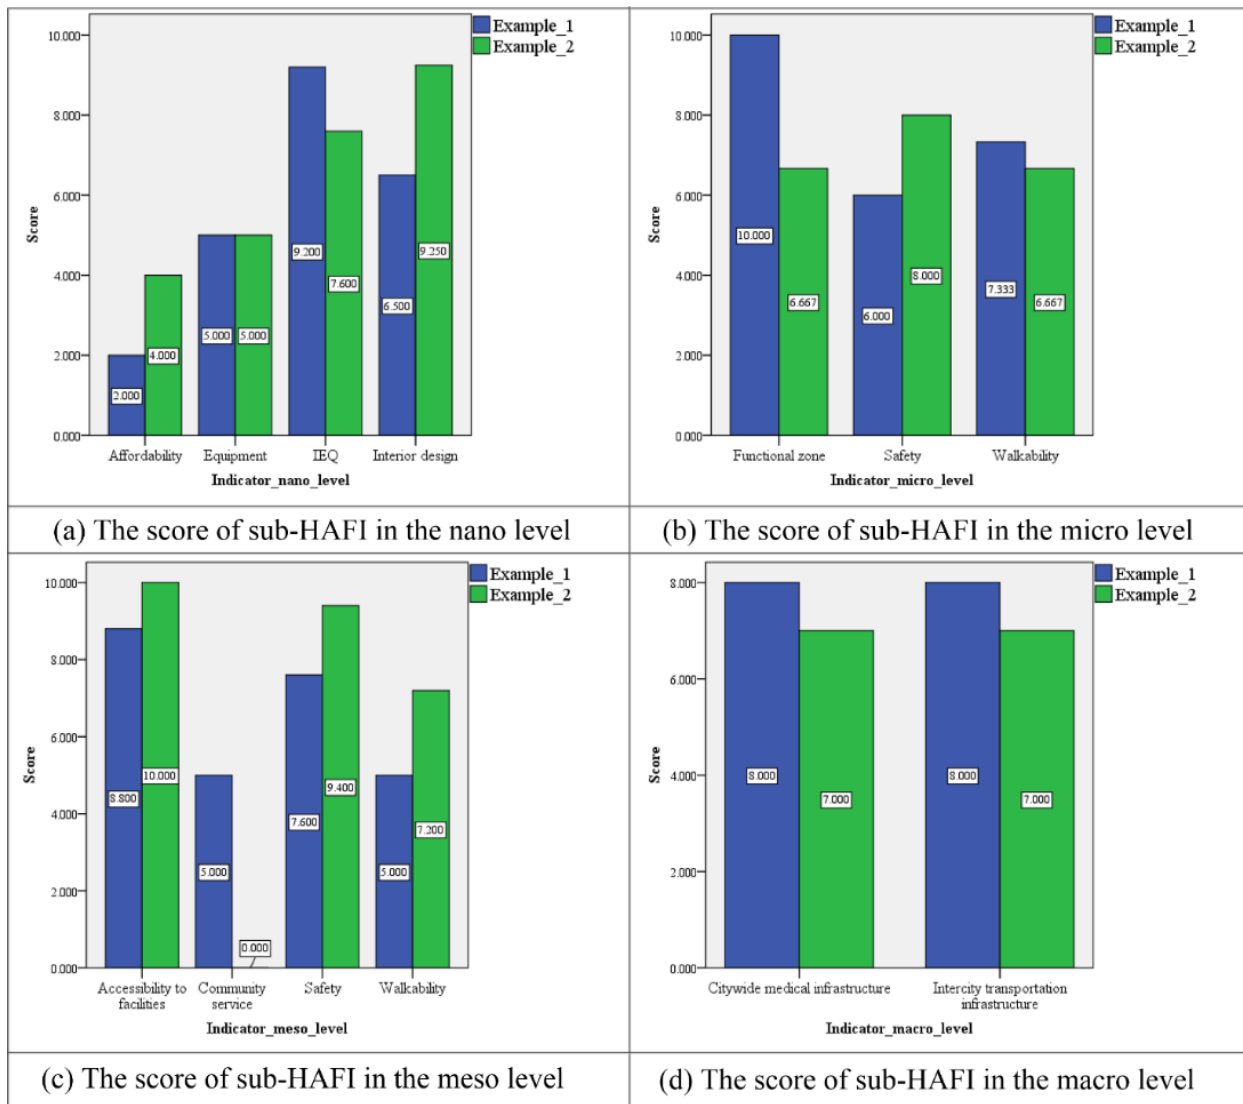 Example_1
Example_2
10.000
8.000
6.000
4.000
2.000
0.000
Score
2.000
4.000
5.000
5.000
9.200
7.600
6.500
9.250
Affordability
Equipment
IEQ
Interior design
Indicator_nano_level
(a) The score of sub-HAFI in the nano level
Example_1
Example_2
10.000
8.000
6.000
4.000
2.000
0.000
Score
10.000
6.667
6.000
8.000
7.333
6.667
Functional zone
Safety
Walkability
Indicator_micro_level
(b) The score of sub-HAFI in the micro level
Example_1
Example_2
10.000
8.000
6.000
4.000
2.000
0.000
Score
8.800
10.000
5.000
0.000
7.600
9.400
5.000
7.200
Accessibility to
facilities
Community
service
Safety
Walkability
Indicator_meso_level
(c) The score of sub-HAFI in the meso level
Example_1
Example_2
8.000
6.000
4.000
2.000
0.000
Score
8.000
7.000
8.000
7.000
Citywide medical infrastructure
Intercity transportation
infrastructure
Indicator_macro_level
(d) The score of sub-HAFI in the macro level